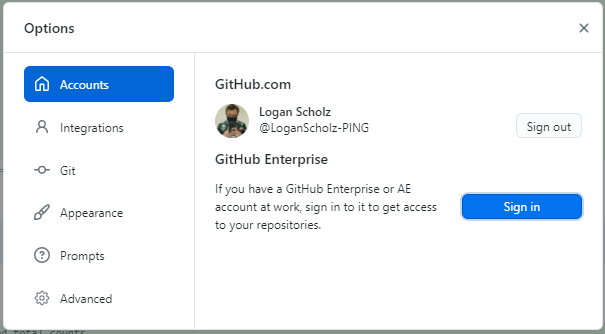 Options
Accounts
Integrations
Git
Appearance
Prompts
Advanced
GitHub.com
Logan Scholz
@LoganScholz-PING
Sign out
GitHub Enterprise
If you have a GitHub Enterprise or AE
account at work, sign in to it to get access
to your repositories.
Sign in
total counts